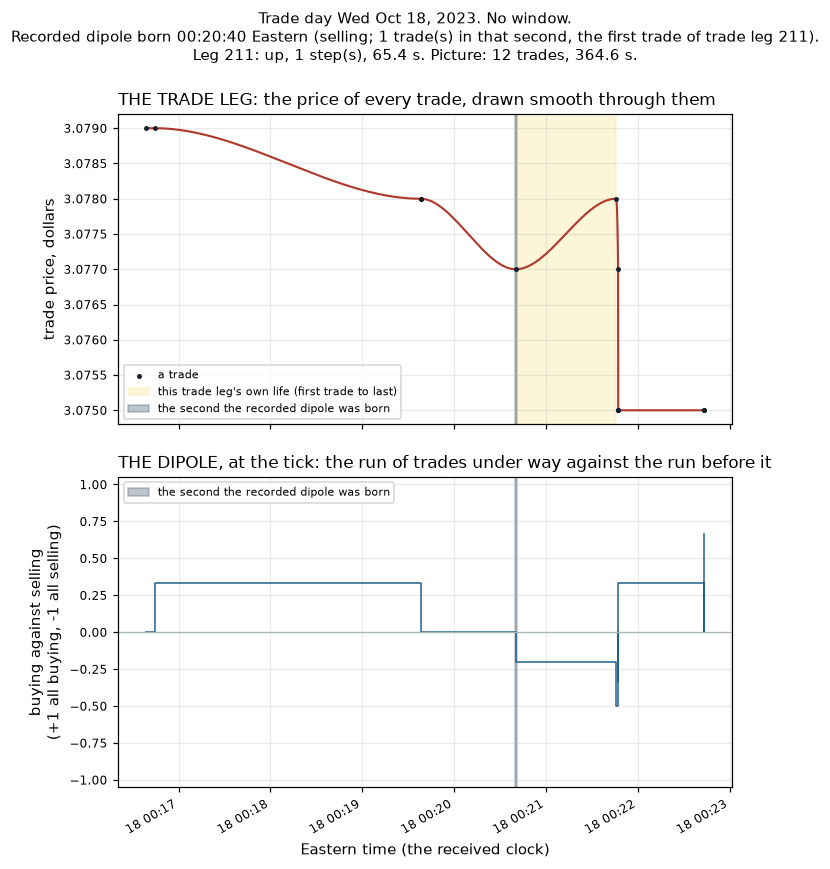 Trade day Wed Oct 18, 2023. No window.
Recorded dipole born 00:20:40 Eastern (selling; 1 trade(s) in that second, the first trade of trade leg 211).
Leg 211: up, 1 step(s), 65.4 s. Picture: 12 trades, 364.6 s.
THE TRADE LEG: the price of every trade, drawn smooth through them
trade price, dollars
3.0790
3.0785
3.0780
3.0775
3.0770
3.0765
3.0760
3.0755
3.0750
a trade
this trade leg's own life (first trade to last)
the second the recorded dipole was born
THE DIPOLE, at the tick: the run of trades under way against the run before it
buying against selling
(+1 all buying, -1 all selling)
1.00
0.75
0.50
0.25
0.00
−0.25
−0.50
−0.75
−1.00
the second the recorded dipole was born
18 00:17
18 00:18
18 00:19
18 00:20
18 00:21
18 00:22
18 00:23
Eastern time (the received clock)